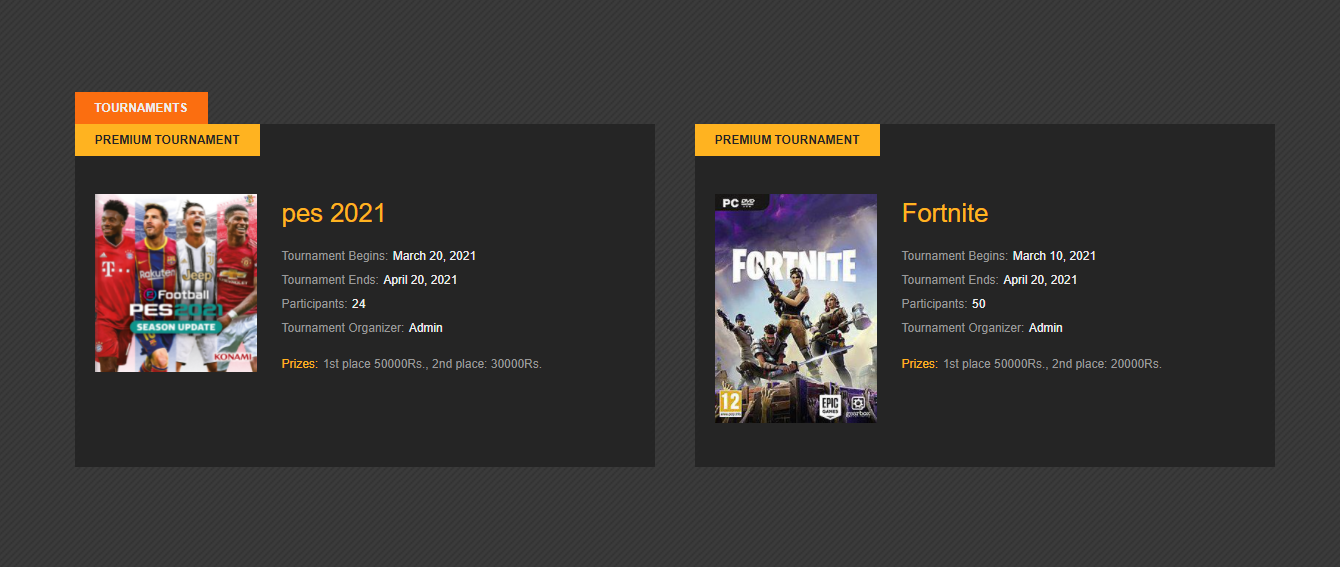 TOURNAMENTS
PREMIUM TOURNAMENT
pes 2021
Tournament Begins: March 20, 2021
Tournament Ends: April 20, 2021
Participants: 24
Tournament Organizer: Admin
Prizes: 1st place 50000Rs., 2nd place: 30000Rs.
T
Rakuten
Jeep
Football
PES2021
SEASON UPDATE
KONAMI
PREMIUM TOURNAMENT
Fortnite
Tournament Begins: March 10, 2021
Tournament Ends: April 20, 2021
Participants: 50
Tournament Organizer: Admin
Prizes: 1st place 50000Rs., 2nd place: 20000Rs.
PC DVD
FORTNITE
12
EPIC
GAMES
gearbox